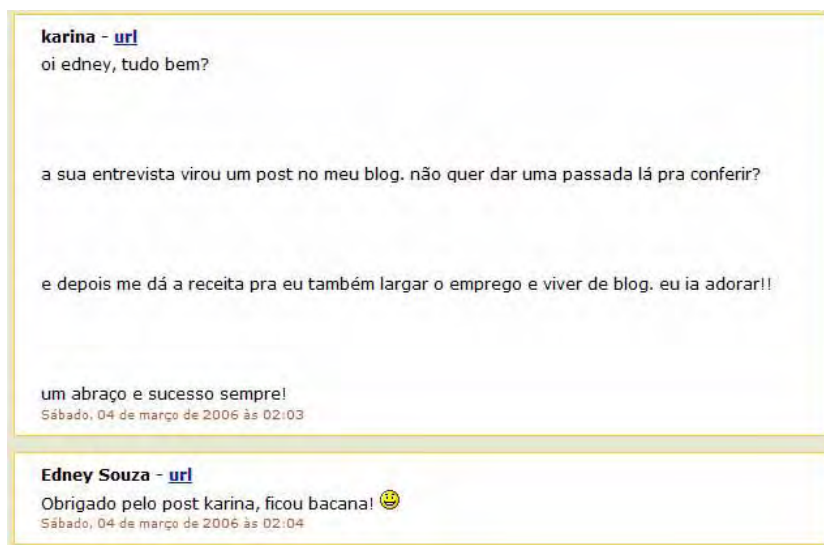 karina - url
oi edney, tudo bem?
a sua entrevista virou um post no meu blog. não quer dar uma passada lá pra conferir?
e depois me dá a receita pra eu também largar o emprego e viver de blog. eu ia adorar!!
um abraço e sucesso sempre!
Sábado, 04 de março de 2006 às 02:03
Edney Souza - url
Obrigado pelo post karina, ficou bacana!
Sábado, 04 de março de 2006 às 02:04